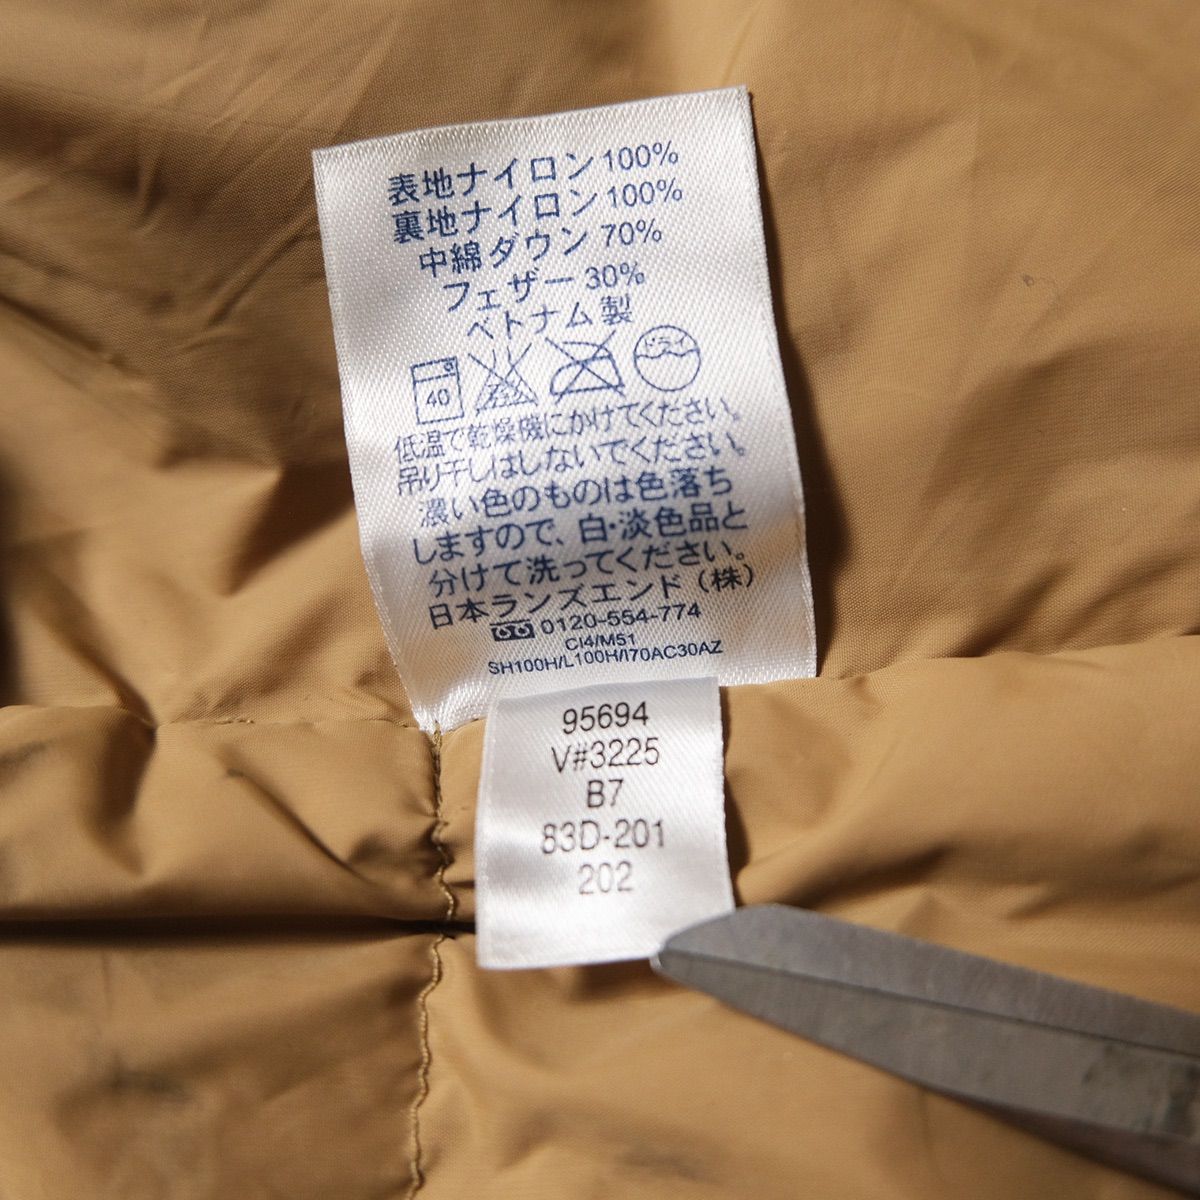 表地ナイロン100%
裏地ナイロン100%
中綿ダウン 70%
フェザー 30%
ベトナム製
40
ドライ
低温で乾燥機にかけてください。
吊り干しはしないでください。
濃い色のものは色落ち
しますので、白・淡色品と
分けて洗ってください。
日本ランズエンド(株)
0120-554-774
CI4/M51
SH100H/L100H/I70AC30AZ
95694
V#3225
B7
83D-201
202